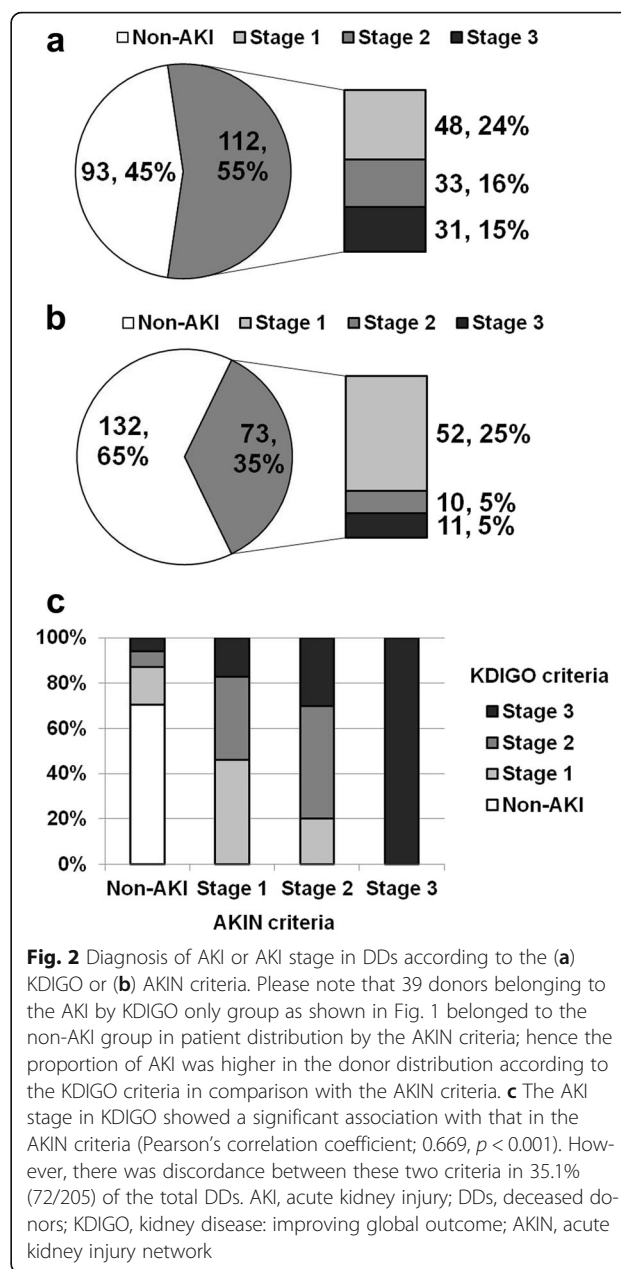 a
Non-AKI Stage 1 Stage 2 Stage 3
93, 45%
112,
55%
48, 24%
33, 16%
31, 15%
b
Non-AKI Stage 1 Stage 2 Stage 3
132,
65%
73,
35%
52, 25%
10, 5%
11, 5%
c
100%
80%
60%
40%
20%
0%
Non-AKI Stage 1 Stage 2 Stage 3
AKIN criteria
KDIGO criteria
Stage 3
Stage 2
Stage 1
Non-AKI
Fig. 2 Diagnosis of AKI or AKI stage in DDs according to the (a)
KDIGO or (b) AKIN criteria. Please note that 39 donors belonging to
the AKI by KDIGO only group as shown in Fig. 1 belonged to the
non-AKI group in patient distribution by the AKIN criteria; hence the
proportion of AKI was higher in the donor distribution according to
the KDIGO criteria in comparison with the AKIN criteria. c The AKI
stage in KDIGO showed a significant association with that in the
AKIN criteria (Pearson's correlation coefficient; 0.669, p < 0.001). How-
ever, there was discordance between these two criteria in 35.1%
(72/205) of the total DDs. AKI, acute kidney injury; DDs, deceased do-
nors; KDIGO, kidney disease: improving global outcome; AKIN, acute
kidney injury network